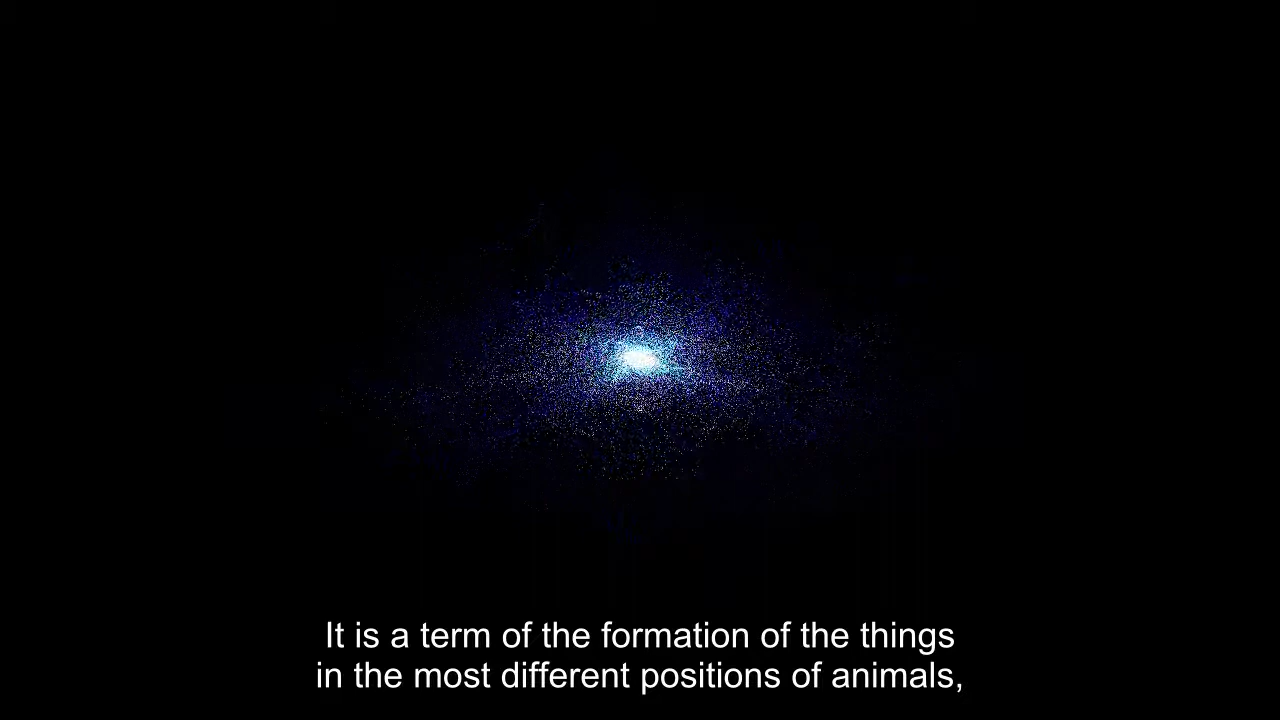 It is a term of the formation of the things
in the most different positions of animals,